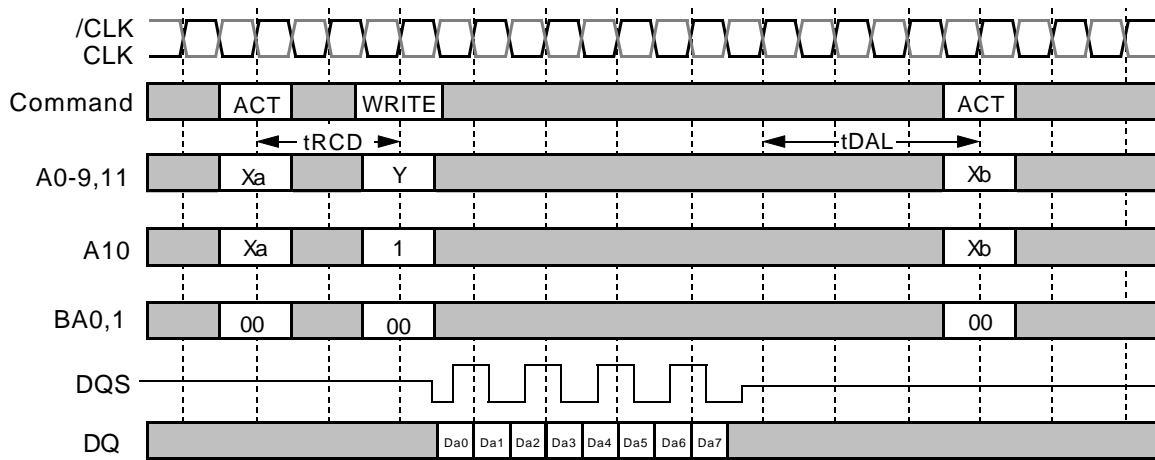 /CLK
CLK
Command ACT WRITE ACT
tRCD tDAL
A0-9,11 Xa Y Xb
A10 Xa 1 Xb
BA0,1 00 00 00
DQS
DQ Da0 Da1 Da2 Da3 Da4 Da5 Da6 Da7